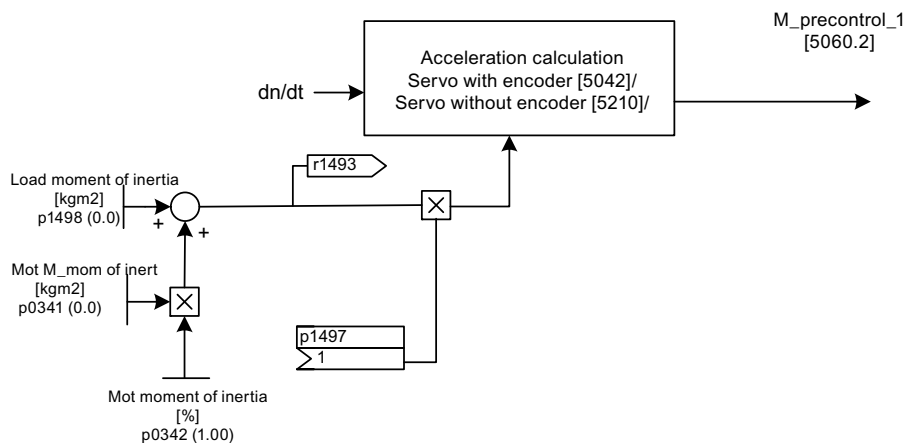 M_precontrol_1
[5060.2]
Acceleration calculation
Servo with encoder [5042]/
Servo without encoder [5210]/
dn/dt
r1493
Load moment of inertia
[kgm2]
p1498 (0.0)
+
+
Mot M_mom of inert
[kgm2]
p0341 (0.0)
p1497
1
Mot moment of inertia
[%]
p0342 (1.00)